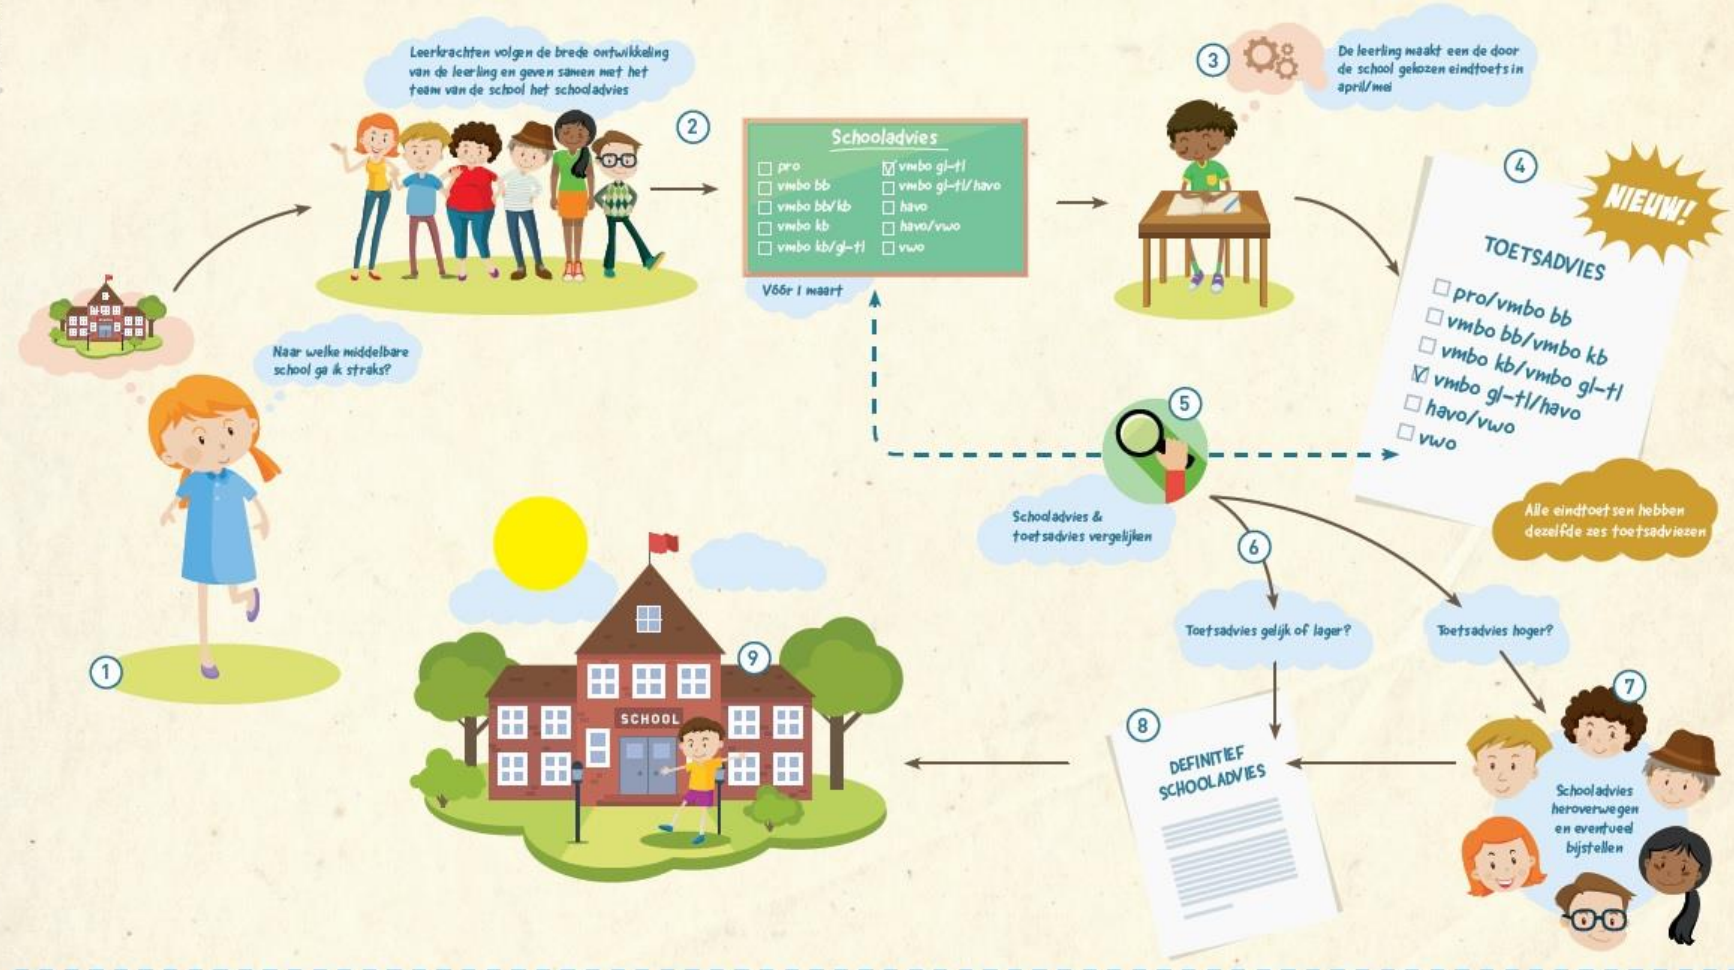 1
Naar welke middelbare
school ga ik straks?
Leerkrachten volgen de brede ontwikkeling
van de leerling en geven samen met het
team van de school het schooladvies
2
Schooladvies
pro
vmbo bb
vmbo bb/kb
vmbo kb
vmbo kb/gl-tl
vmbo gl-tl
vmbo gl-tl/havo
havo
havo/vwo
vwo
Vóór 1 maart
3
De leerling maakt een de door
de school gekozen eindtoets in
april/mei
4
NIEUW!
TOETSADVIES
pro/vmbo bb
vmbo bb/vmbo kb
vmbo kb/vmbo gl-tl
vmbo gl-tl/havo
havo/vwo
vwo
Alle eindtoetsen hebben
dezelfde zes toetsadviezen
5
Schooladvies &
toetsadvies vergelijken
6
Toetsadvies gelijk of lager?
Toetsadvies hoger?
7
Schooladvies
heroverwegen
en eventueel
bijstellen
8
DEFINITIEF
SCHOOLADVIES
9
SCHOOL